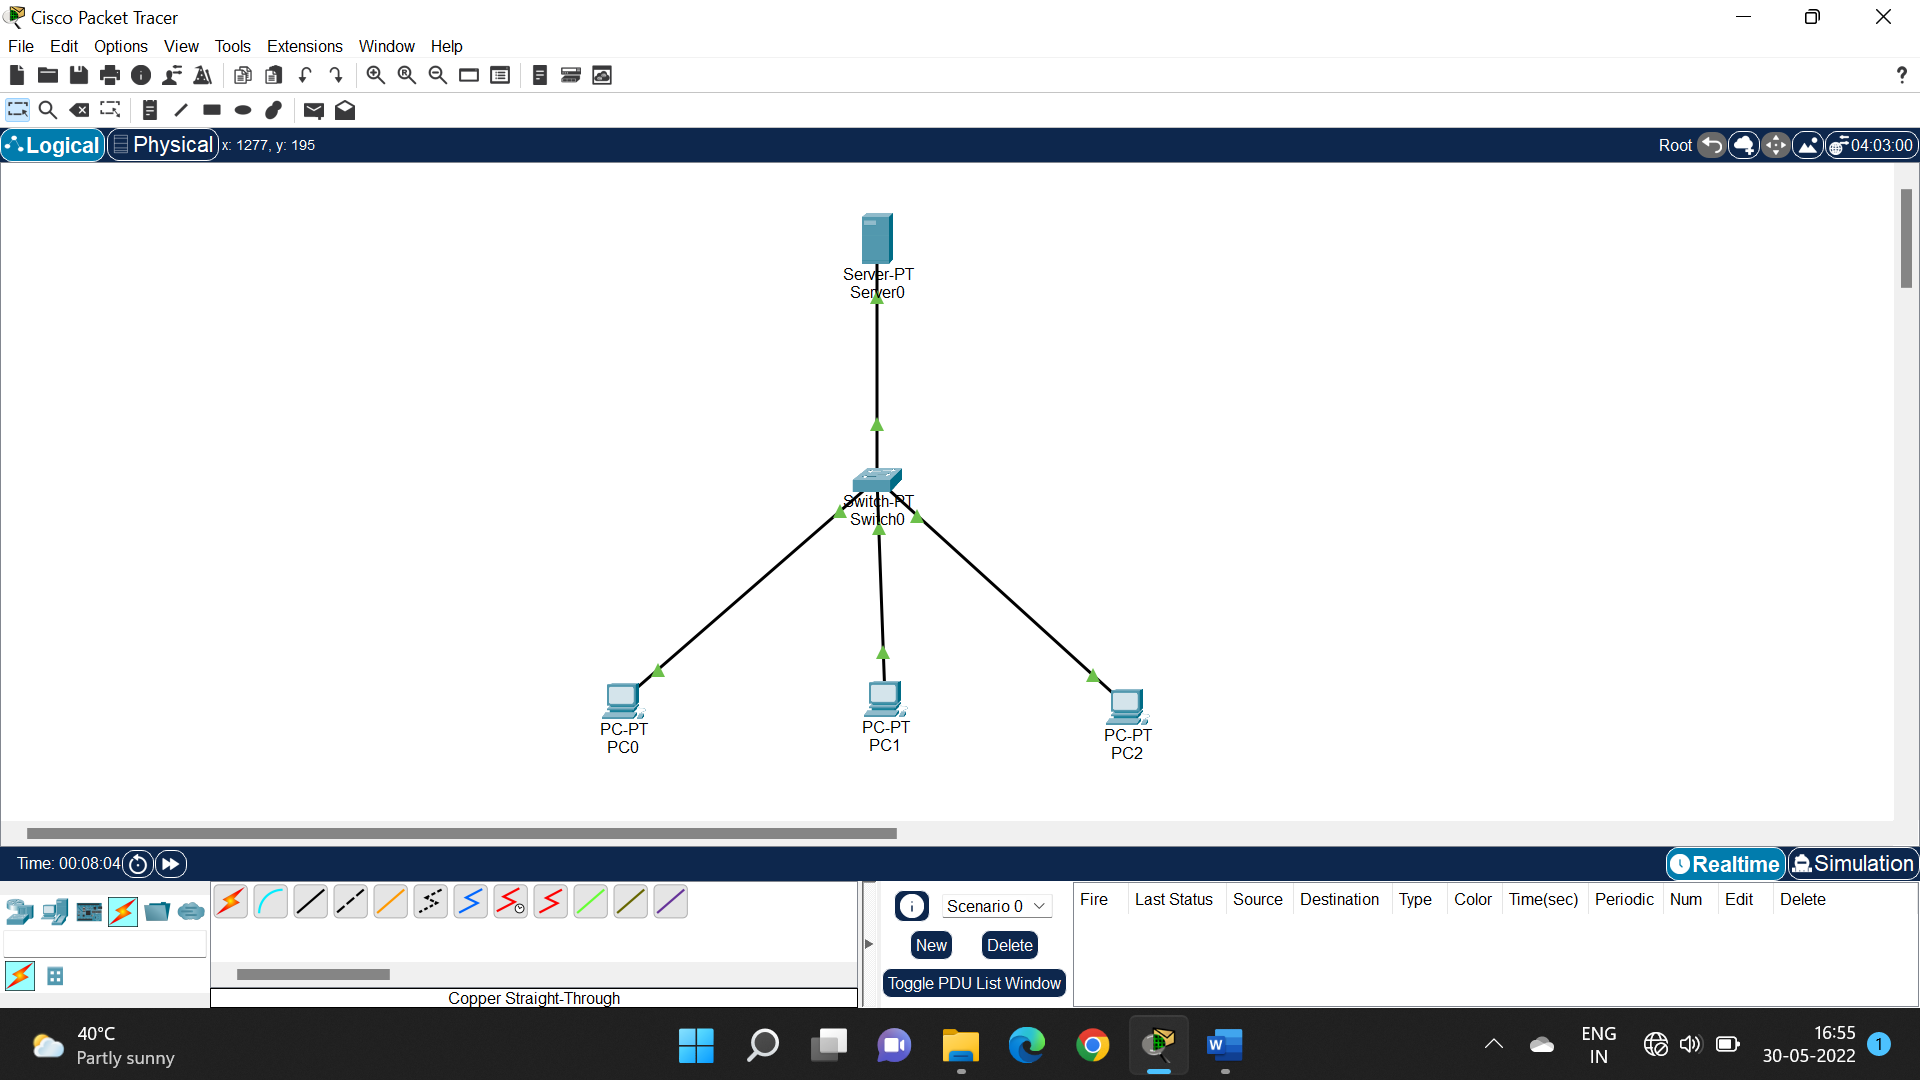 Cisco Packet Tracer
File Edit Options View Tools Extensions Window Help
?
Logical Physical x: 1277, y: 195 Root 04:03:00
Server-PT
Server0
Switch-PT
Switch0
PC-PT
PC0
PC-PT
PC1
PC-PT
PC2
Time: 00:08:04 Realtime Simulation
Scenario 0
New Delete
Toggle PDU List Window
Fire Last Status Source Destination Type Color Time(sec) Periodic Num Edit Delete
Copper Straight-Through
40°C
Partly sunny
ENG
IN
16:55
30-05-2022
1